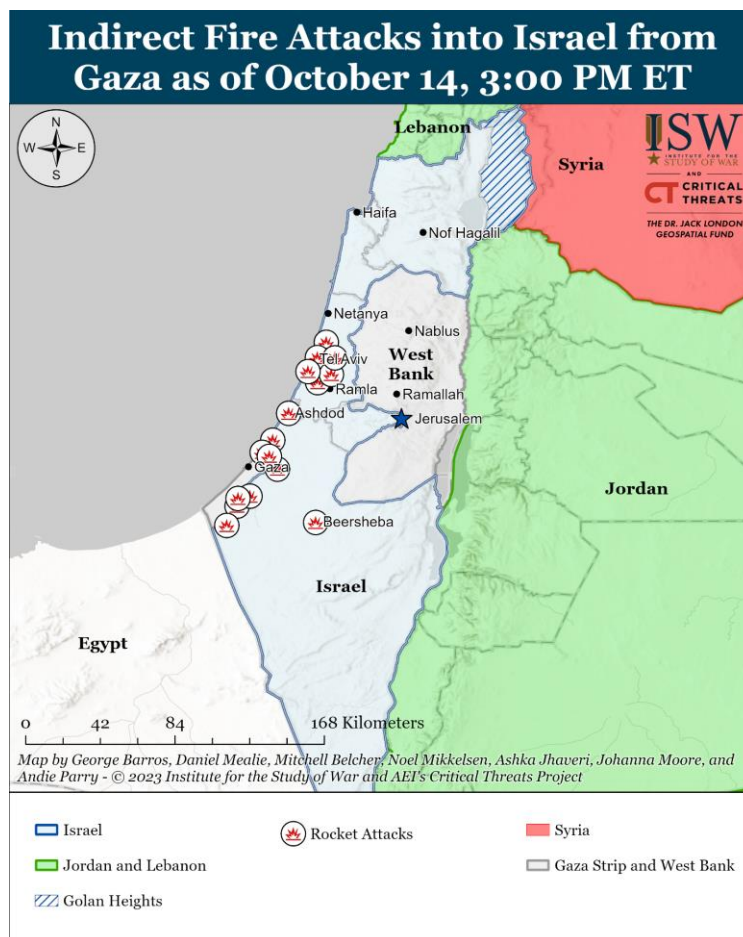 Indirect Fire Attacks into Israel from
Gaza as of October 14, 3:00 PM ET
N
W
E
S
Lebanon
Syria
ISW
INSTITUTE FOR THE
STUDY OF WAR
AND
CT CRITICAL
THREATS
THE DR. JACK LONDON
GEOSPATIAL FUND
Haifa
Nof Hagalil
Netanya
Nablus
Tel Aviv
West
Bank
Ramla
Ramallah
Ashdod
Jerusalem
Gaza
Jordan
Beersheba
Israel
Egypt
0 42 84 168 Kilometers
Map by George Barros, Daniel Mealie, Mitchell Belcher, Noel Mikkelsen, Ashka Jhaveri, Johanna Moore, and
Andie Parry - © 2023 Institute for the Study of War and AEI's Critical Threats Project
Israel
Rocket Attacks
Syria
Jordan and Lebanon
Gaza Strip and West Bank
Golan Heights